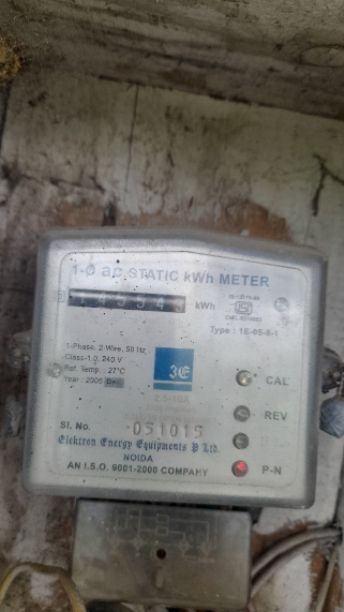 1-Ø a.c. STATIC kWh METER
kWh
Type : 1E-05-8-1
1-Phase, 2-Wire, 50 Hz
Class-1.0, 240 V
Ref. Temp. : 27°C
Year : 2006
3E
CAL
REV
Sl. No. 051015
Elektron Energy Equipments P Ltd.
NOIDA
P-N
AN I.S.O. 9001-2000 COMPANY